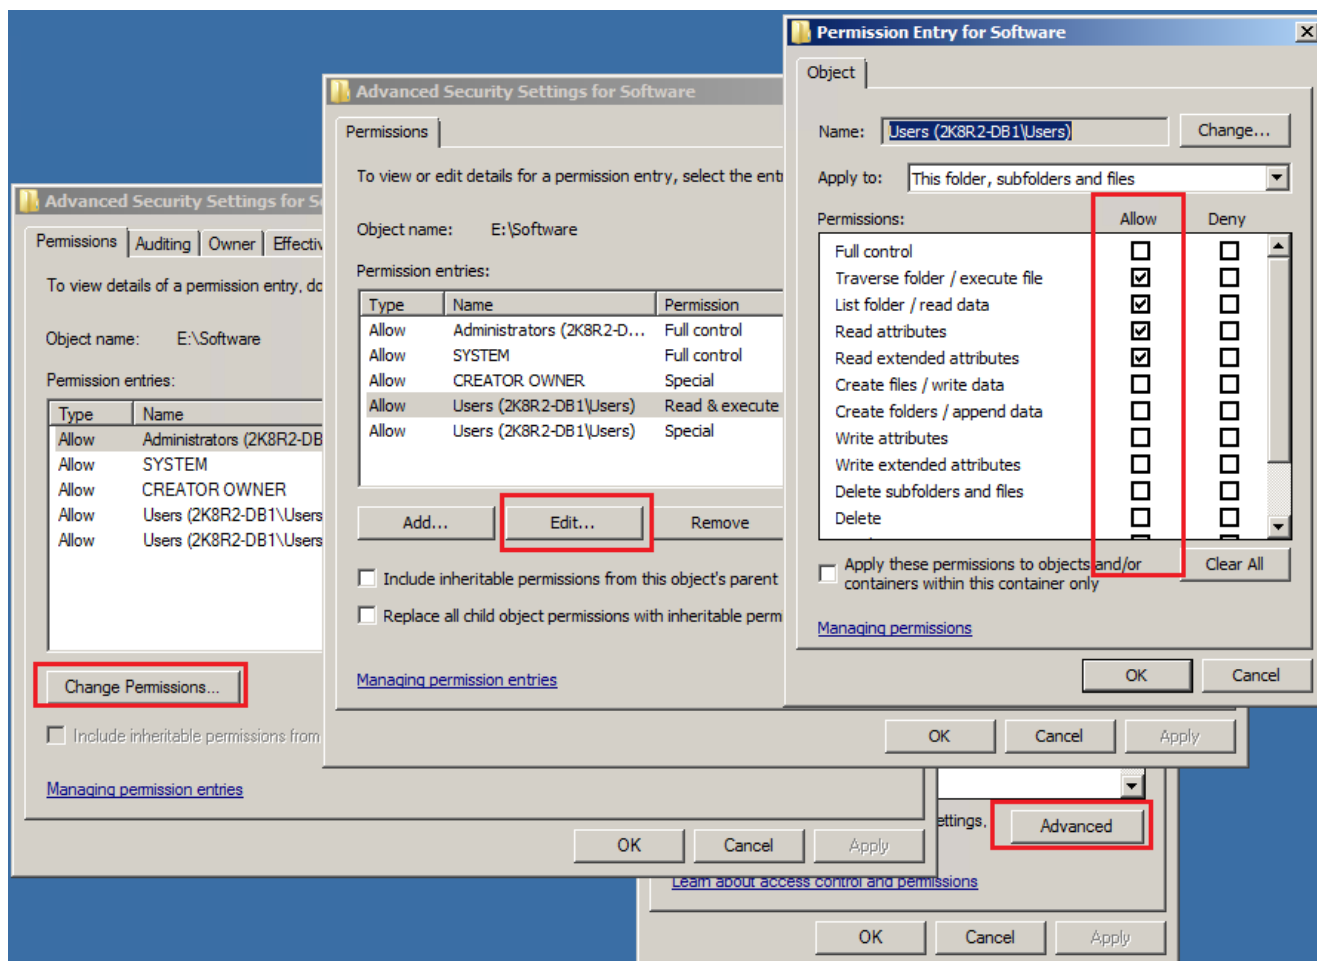 Permission Entry for Software
Object
Name: Users (2K8R2-DB1\Users) Change...
Apply to: This folder, subfolders and files
Permissions: Allow Deny
Full control
Traverse folder / execute file
List folder / read data
Read attributes
Read extended attributes
Create files / write data
Create folders / append data
Write attributes
Write extended attributes
Delete subfolders and files
Delete
Apply these permissions to objects and/or
containers within this container only
Clear All
Managing permissions
OK Cancel
Advanced Security Settings for Software
Permissions
To view or edit details for a permission entry, select the
Object name: E:\Software
Permission entries:
Type Name Permission
Allow Administrators (2K8R2-D... Full control
Allow SYSTEM Full control
Allow CREATOR OWNER Special
Allow Users (2K8R2-DB1\Users) Read & execute
Allow Users (2K8R2-DB1\Users) Special
Add... Edit... Remove
Include inheritable permissions from this object's parent
Replace all child object permissions with inheritable
Managing permission entries
OK Cancel Apply
Advanced Security Settings for
Permissions Auditing Owner
To view details of a permission entry,
Object name: E:\Software
Permission entries:
Type Name
Allow Administrators (2K8R2-DB
Allow SYSTEM
Allow CREATOR OWNER
Allow Users (2K8R2-DB1\Users
Allow Users (2K8R2-DB1\Users
Change Permissions...
Include inheritable permissions from
Managing permission entries
OK Cancel Apply
ettings,
Advanced
Learn about access control and permissions
OK Cancel Apply